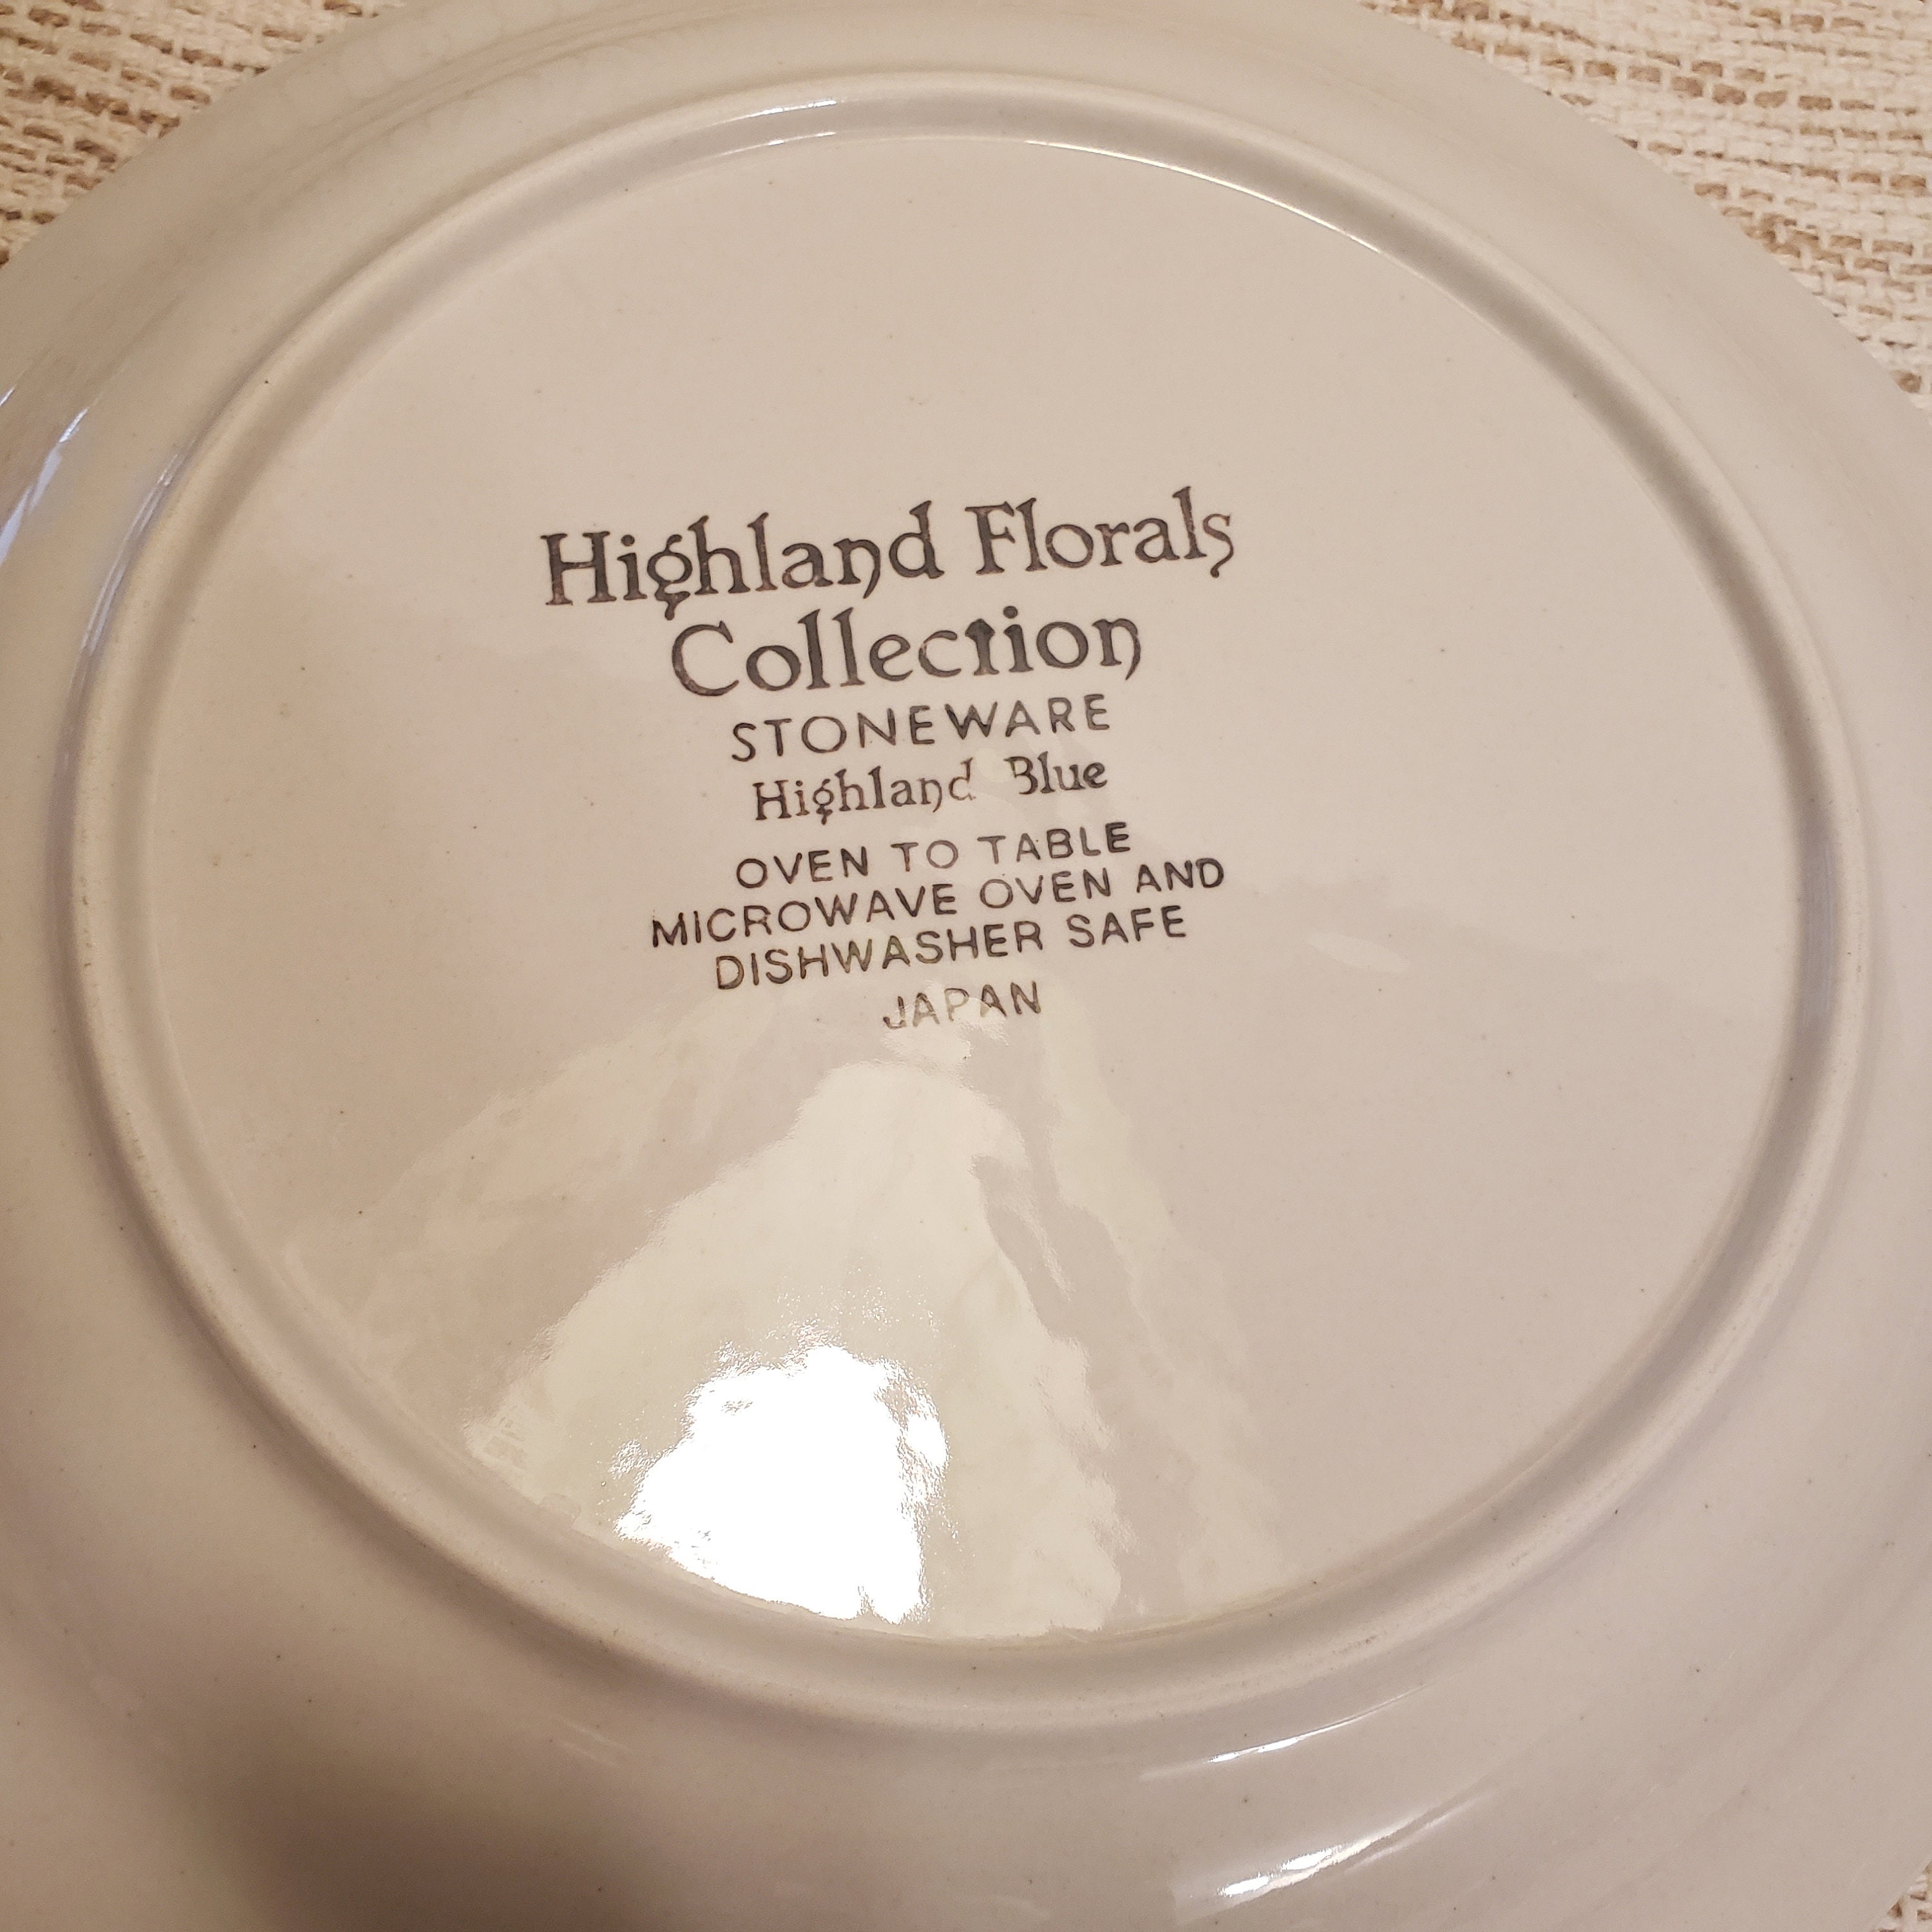 Highland Florals
Collection
STONEWARE
Highland Blue
OVEN TO TABLE
MICROWAVE OVEN AND
DISHWASHER SAFE
JAPAN